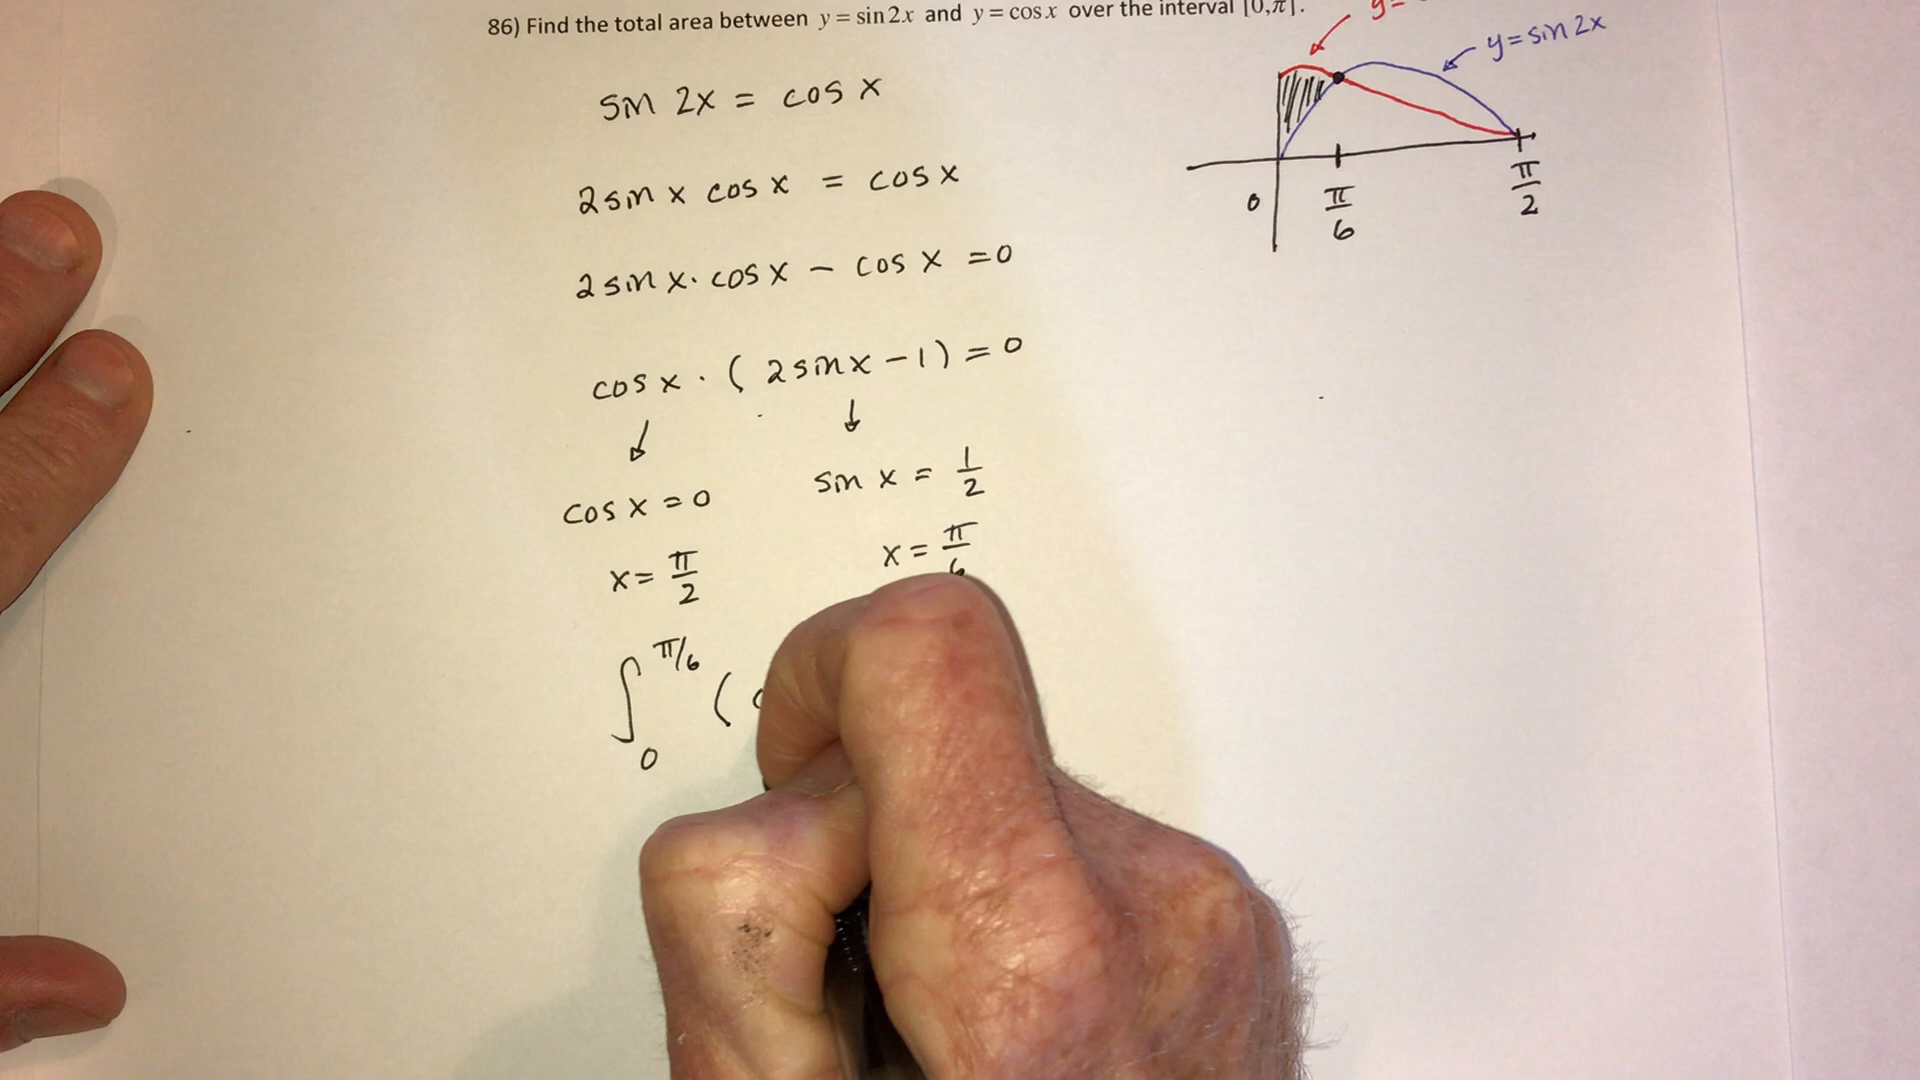 86) Find the total area between y = sin 2x and y = cos x over the interval [0,π].
y=
y=sin 2x
sin 2x = cos x
2 sin x cos x = cos x
2 sin x · cos x − cos x = 0
cos x · ( 2 sin x − 1 ) = 0
cos x = 0
sin x = 1/2
x = π/2
x = π/6
∫ 0 π/6 (
0
π/6
π/2